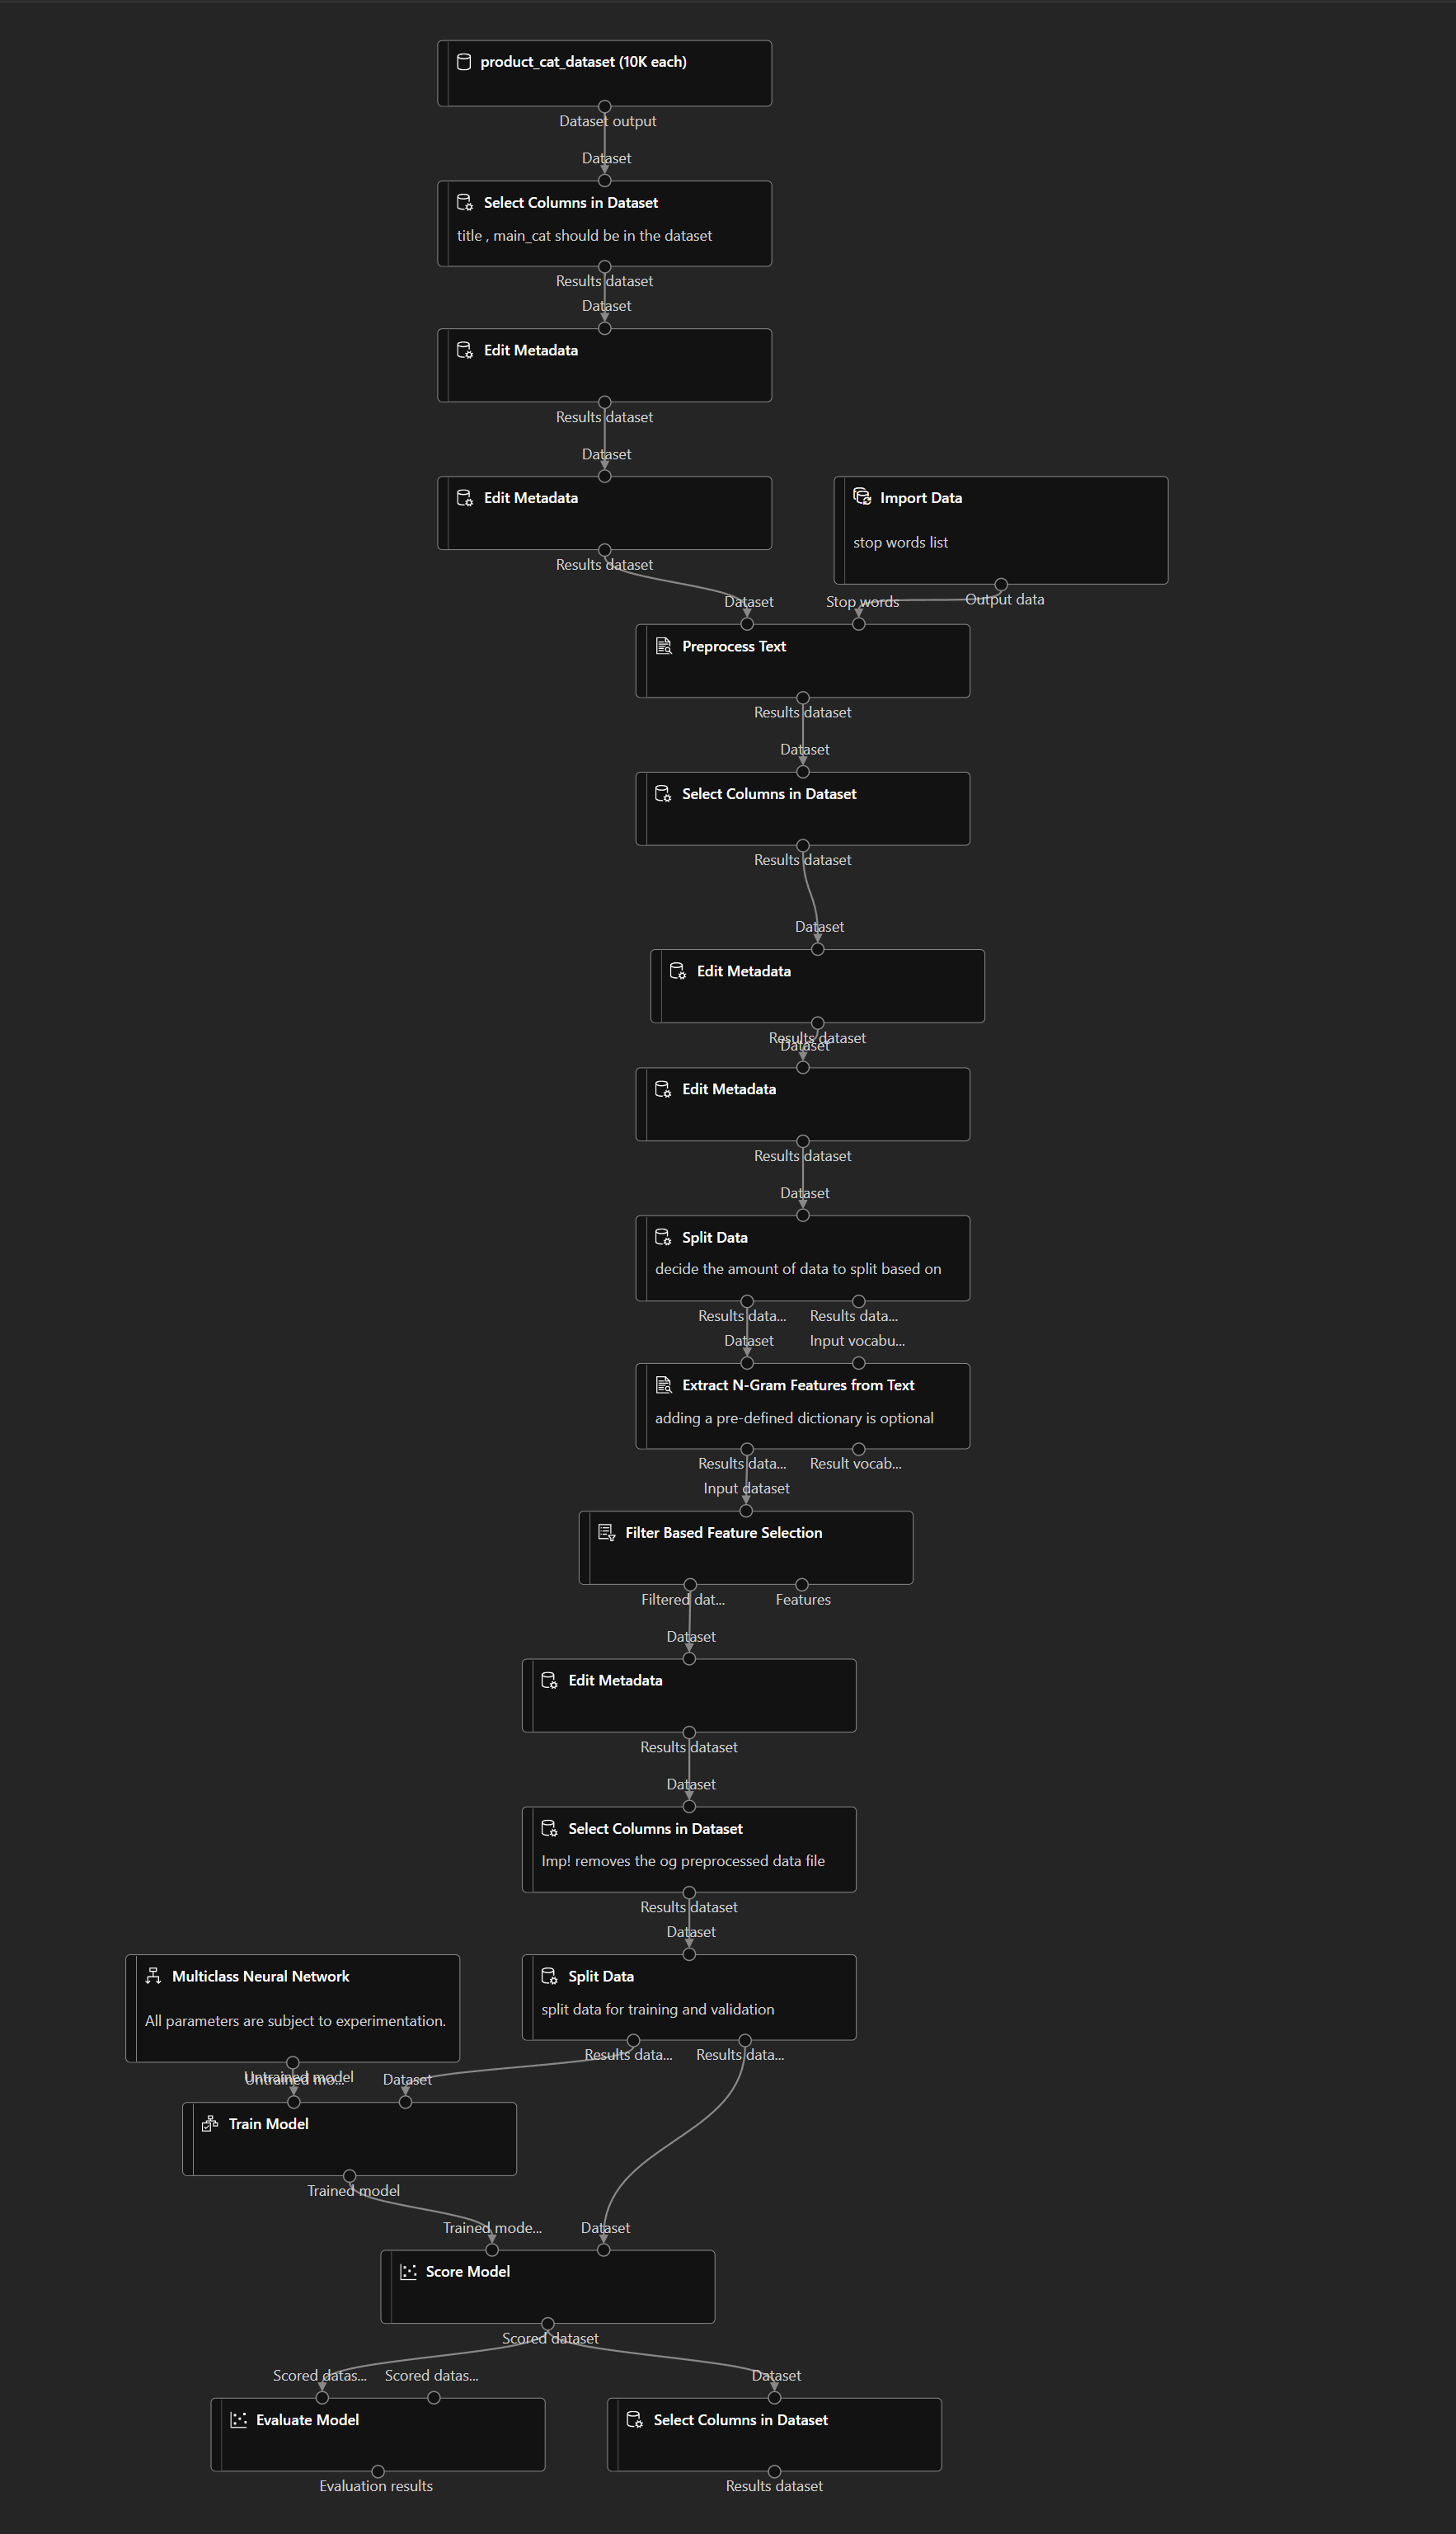 product_cat_dataset (10K each)
Dataset output
Dataset
Select Columns in Dataset
title , main_cat should be in the dataset
Results dataset
Dataset
Edit Metadata
Results dataset
Dataset
Edit Metadata
Results dataset
Import Data
stop words list
Output data
Dataset
Stop words
Preprocess Text
Results dataset
Dataset
Select Columns in Dataset
Results dataset
Dataset
Edit Metadata
Results dataset
Dataset
Edit Metadata
Results dataset
Dataset
Split Data
decide the amount of data to split based on
Results data...
Results data...
Dataset
Input vocabu...
Extract N-Gram Features from Text
adding a pre-defined dictionary is optional
Results data...
Result vocab...
Input dataset
Filter Based Feature Selection
Filtered dat...
Features
Dataset
Edit Metadata
Results dataset
Dataset
Select Columns in Dataset
Imp! removes the og preprocessed data file
Results dataset
Dataset
Multiclass Neural Network
All parameters are subject to experimentation.
Untrained model
Split Data
split data for training and validation
Results data...
Results data...
Untrained mo...
Dataset
Train Model
Trained model
Trained mode...
Dataset
Score Model
Scored dataset
Scored datas...
Scored datas...
Dataset
Evaluate Model
Evaluation results
Select Columns in Dataset
Results dataset